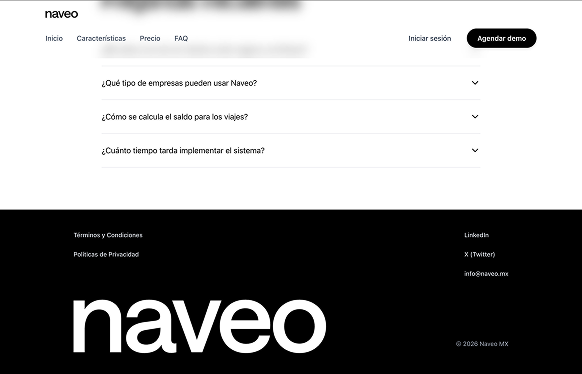 naveo
Inicio Características Precio FAQ Iniciar sesión Agendar demo
¿Qué tipo de empresas pueden usar Naveo?
¿Cómo se calcula el saldo para los viajes?
¿Cuánto tiempo tarda implementar el sistema?
Términos y Condiciones
Políticas de Privacidad
LinkedIn
X (Twitter)
info@naveo.mx
naveo
© 2026 Naveo MX